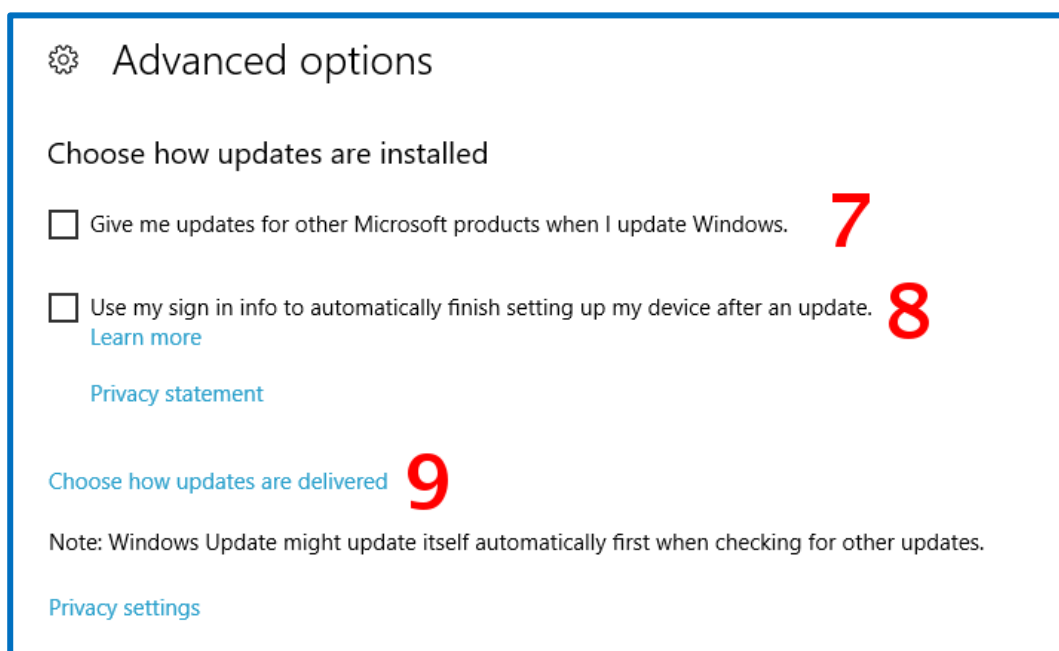 Advanced options
Choose how updates are installed
Give me updates for other Microsoft products when I update Windows. 7
Use my sign in info to automatically finish setting up my device after an update. 8
Learn more
Privacy statement
Choose how updates are delivered 9
Note: Windows Update might update itself automatically first when checking for other updates.
Privacy settings